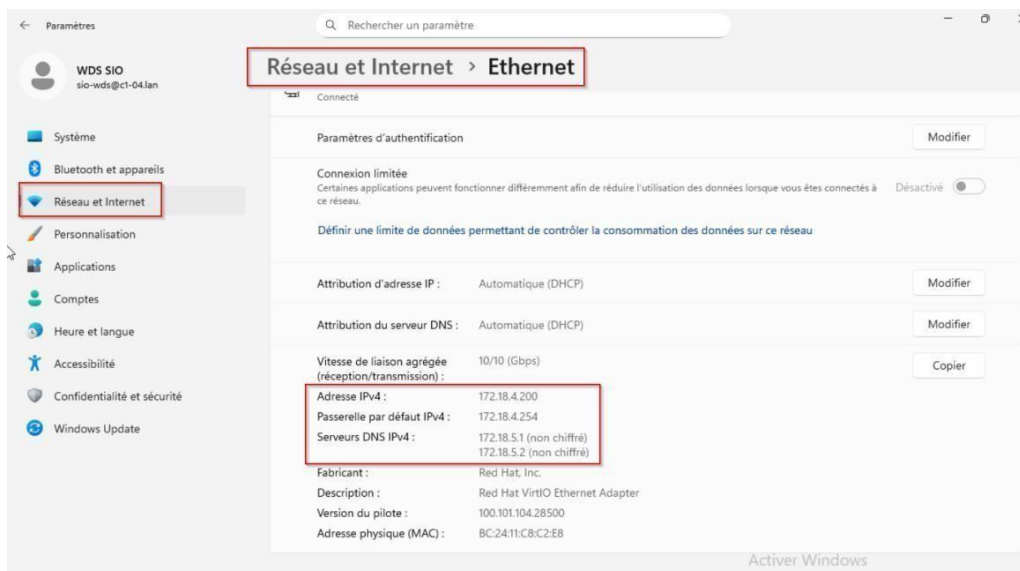 Paramètres
Rechercher un paramètre
WDS SIO
sio-wds@c1-04.lan
Système
Bluetooth et appareils
Réseau et Internet
Personnalisation
Applications
Comptes
Heure et langue
Accessibilité
Confidentialité et sécurité
Windows Update
Réseau et Internet > Ethernet
Connecté
Paramètres d'authentification
Modifier
Connexion limitée
Certaines applications peuvent fonctionner différemment afin de réduire l'utilisation des données lorsque vous êtes connectés à
ce réseau.
Désactivé
Définir une limite de données permettant de contrôler la consommation des données sur ce réseau
Attribution d'adresse IP : Automatique (DHCP)
Modifier
Attribution du serveur DNS : Automatique (DHCP)
Modifier
Vitesse de liaison agrégée 10/10 (Gbps)
(réception/transmission) :
Copier
Adresse IPv4 : 172.18.4.200
Passerelle par défaut IPv4 : 172.18.4.254
Serveurs DNS IPv4 : 172.18.5.1 (non chiffré)
172.18.5.2 (non chiffré)
Fabricant : Red Hat, Inc.
Description : Red Hat VirtIO Ethernet Adapter
Version du pilote : 100.101.104.28500
Adresse physique (MAC) : BC:24:11:C8:C2:E8
Activer Windows